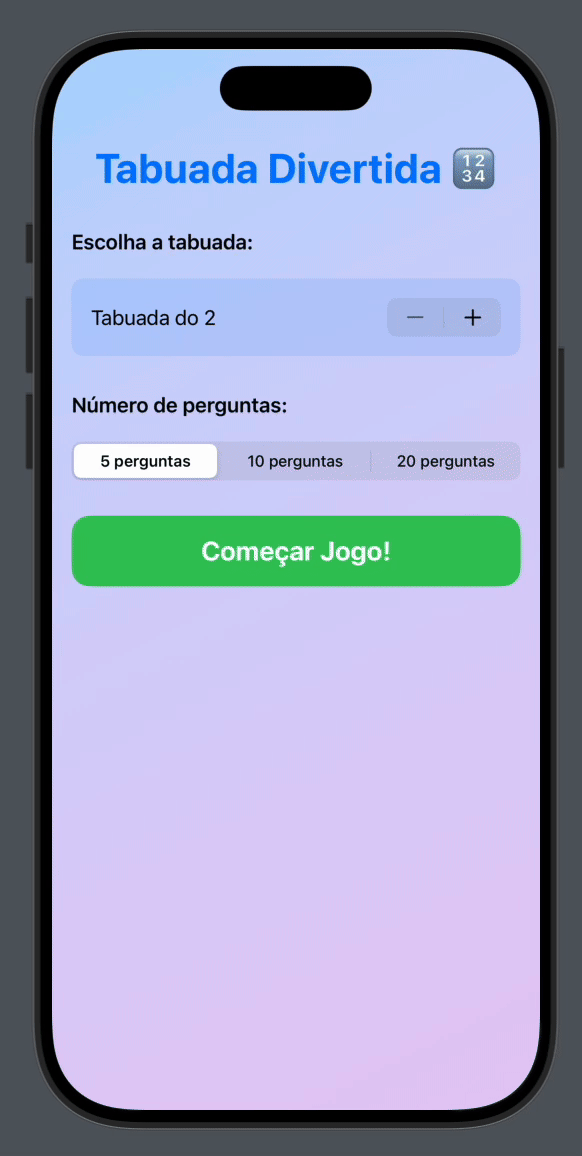 Tabuada Divertida 🔢
Escolha a tabuada:
Tabuada do 2
Número de perguntas:
5 perguntas 10 perguntas 20 perguntas
Começar Jogo!